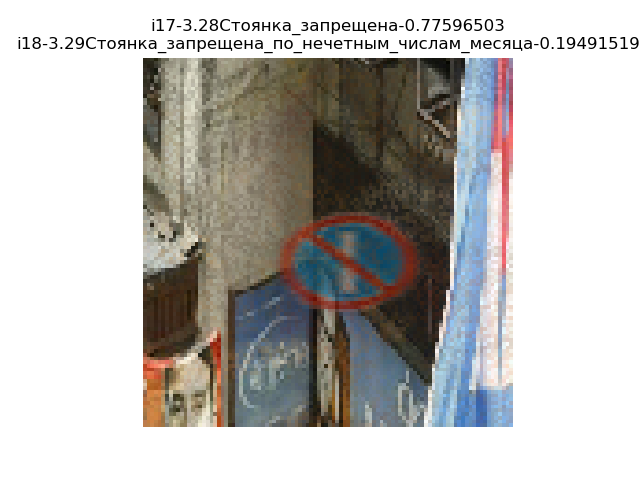 i17-3.28Стоянка_запрещена-0.77596503
i18-3.29Стоянка_запрещена_по_нечетным_числам_месяца-0.19491519